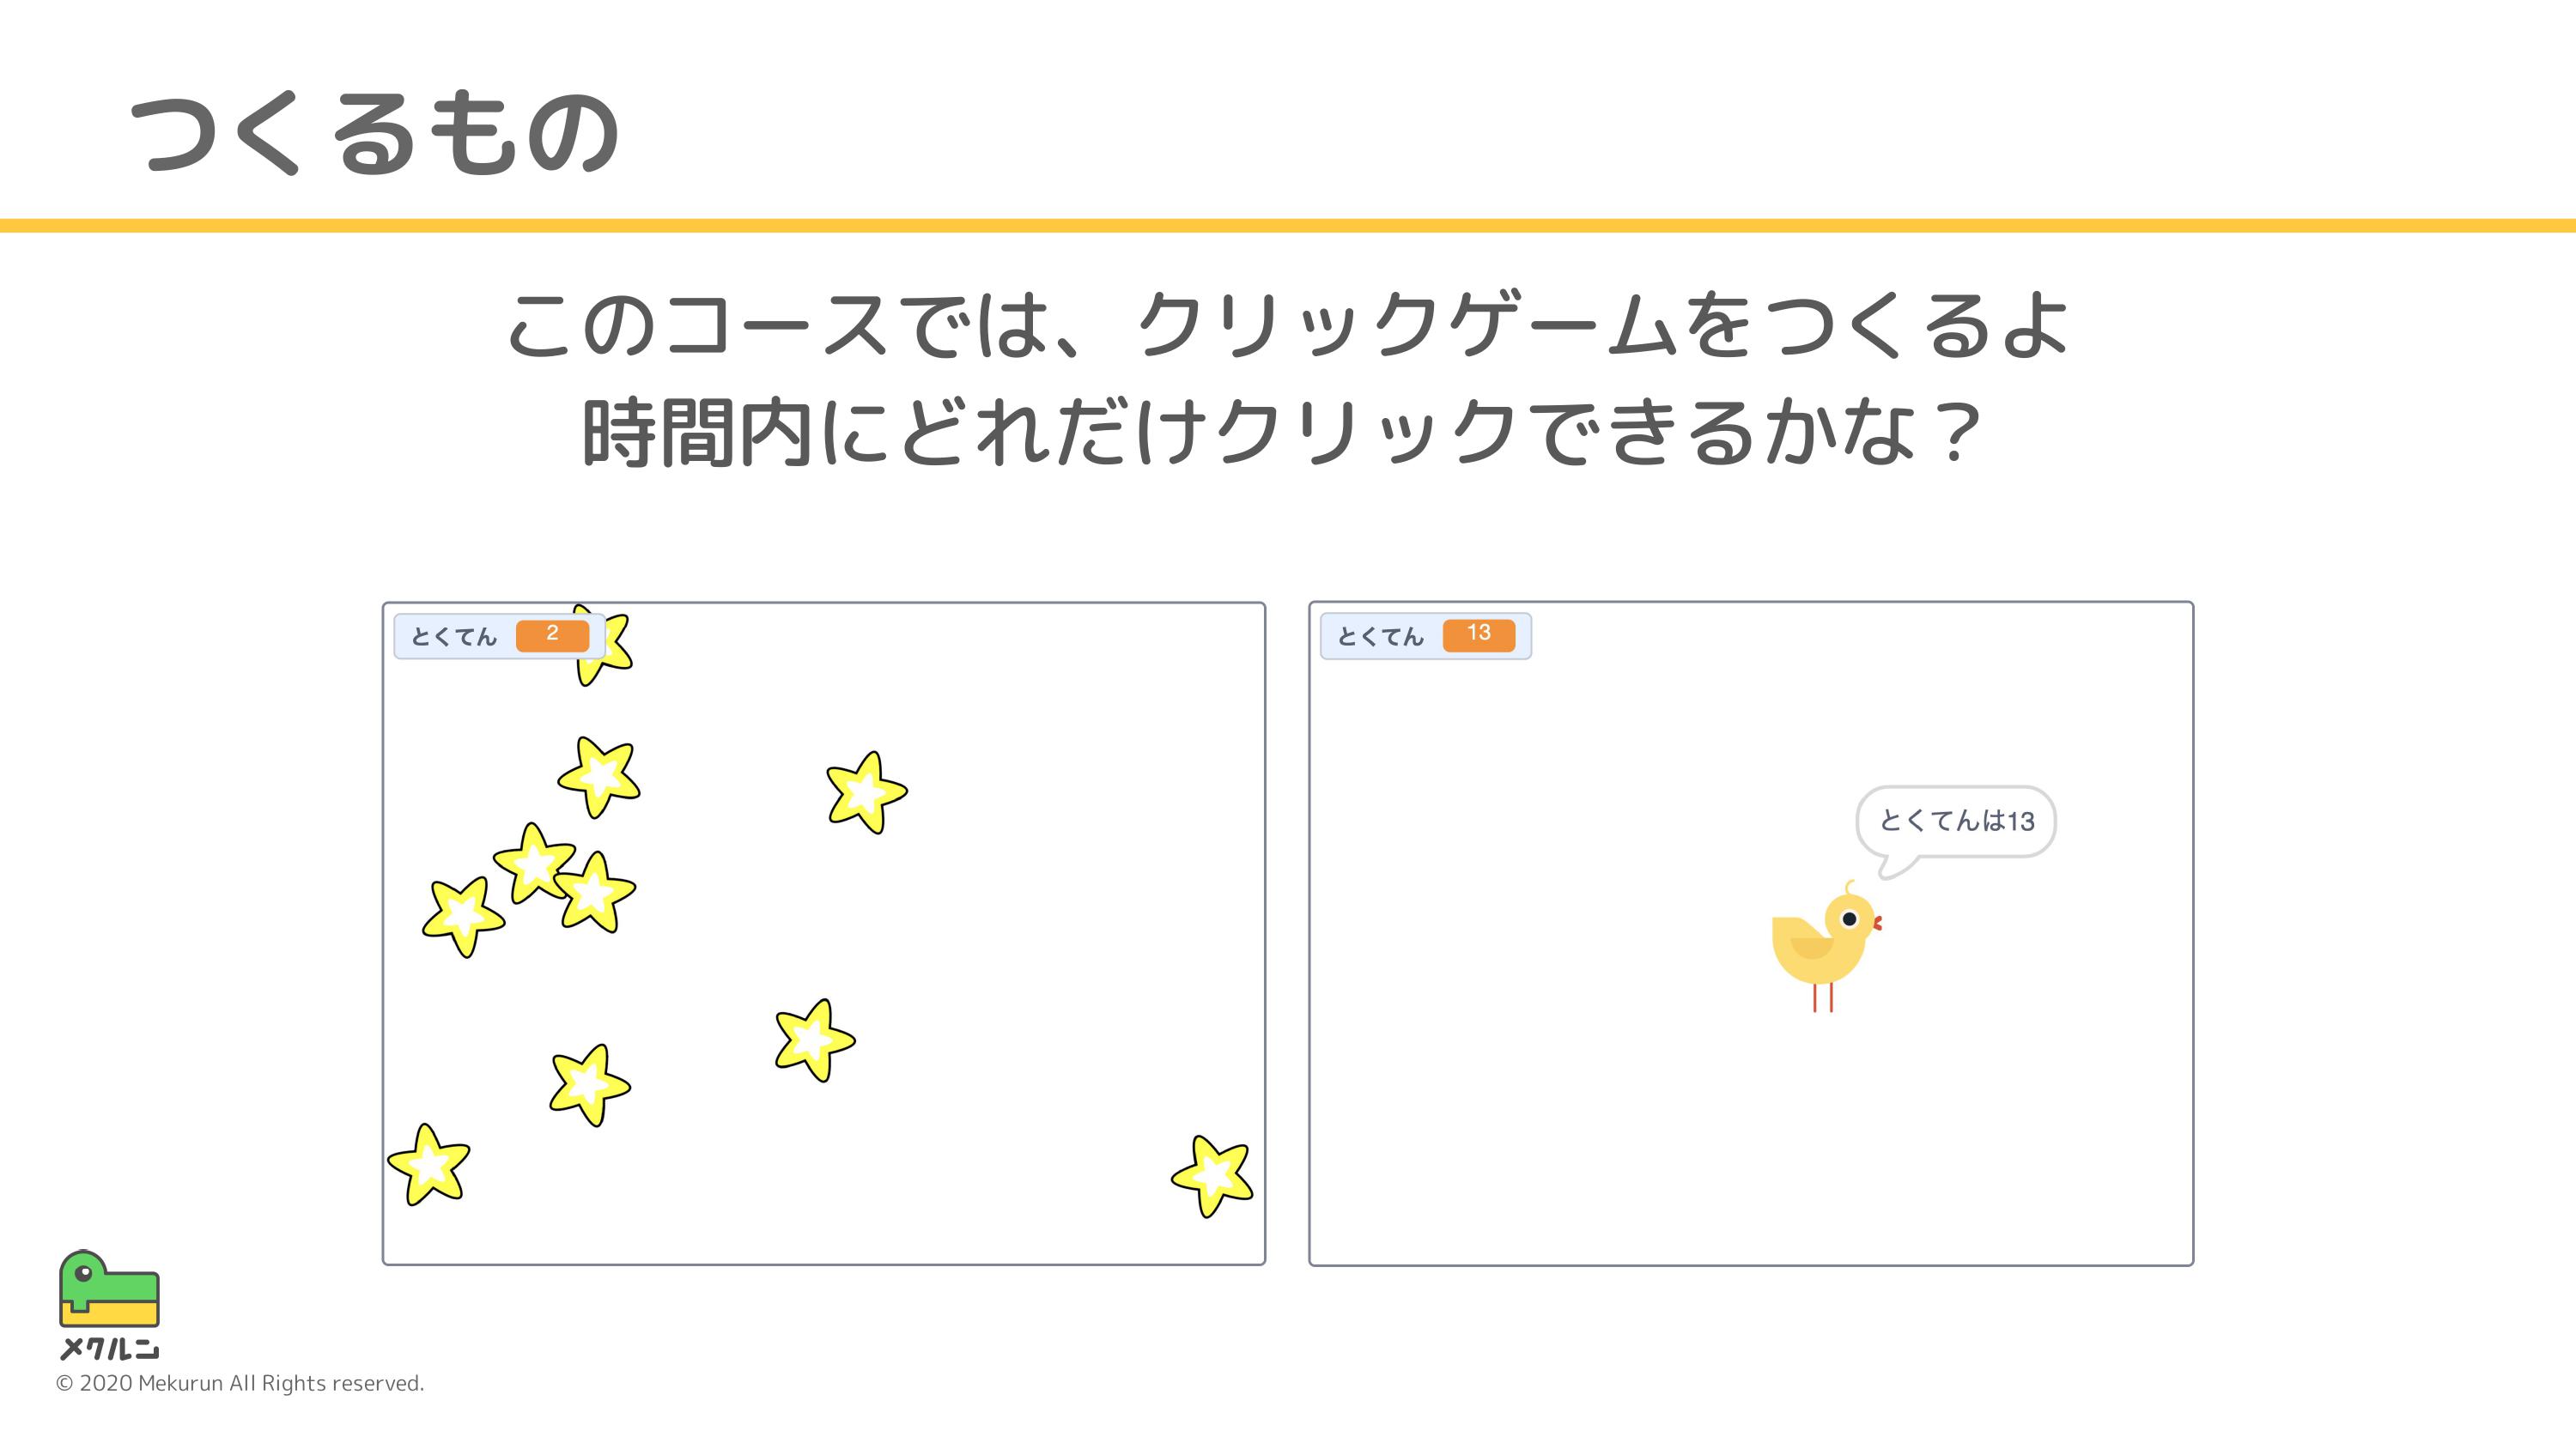 つくるもの
このコースでは、クリックゲームをつくるよ
時間内にどれだけクリックできるかな？
とくてん 2
とくてん 13
とくてんは13
メクルン
© 2020 Mekurun All Rights reserved.